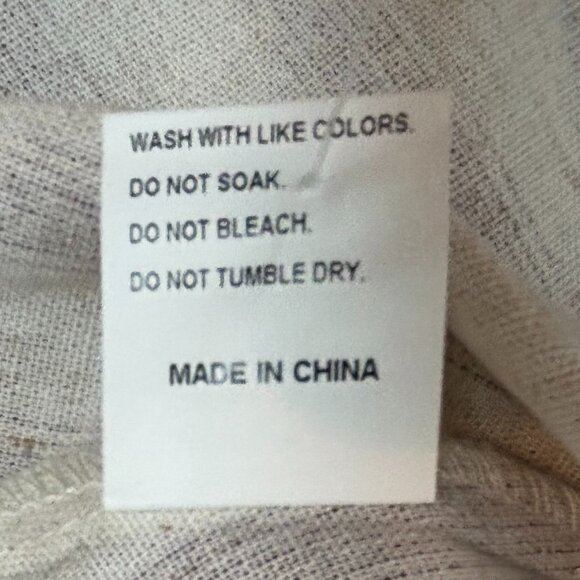 WASH WITH LIKE COLORS.
DO NOT SOAK.
DO NOT BLEACH.
DO NOT TUMBLE DRY.
MADE IN CHINA